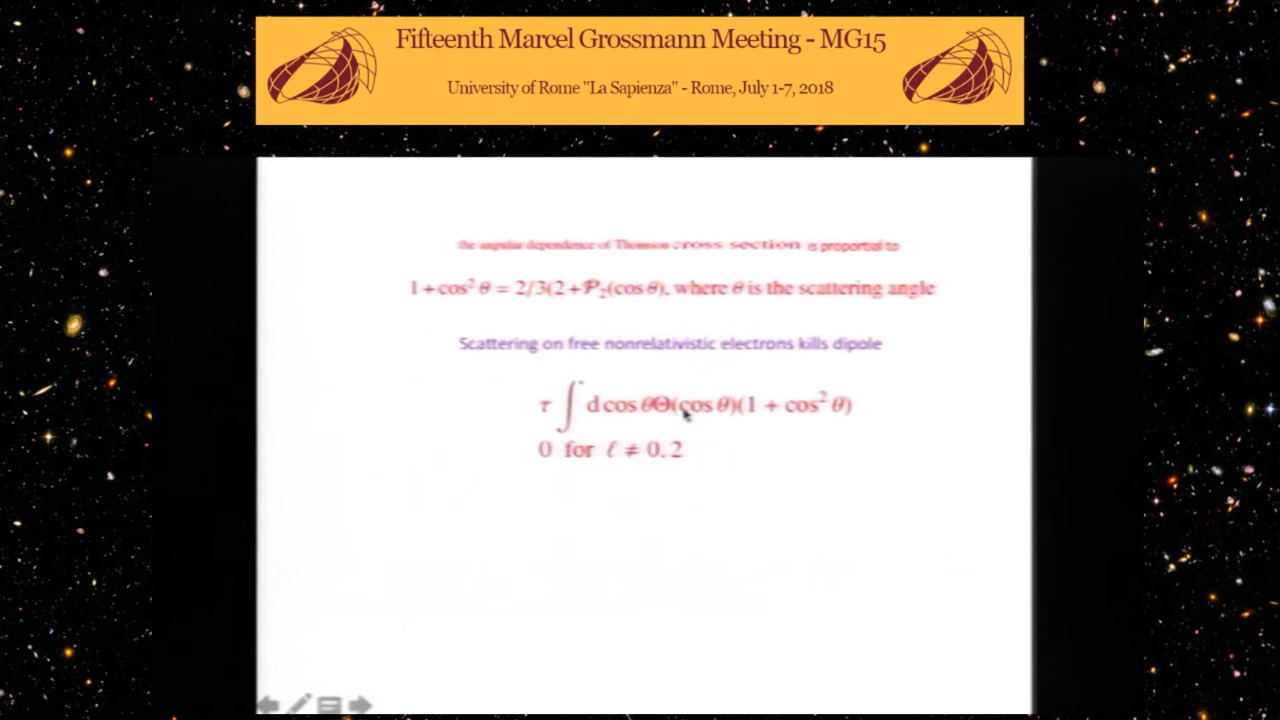 Fifteenth Marcel Grossmann Meeting - MG15
University of Rome "La Sapienza" - Rome, July 1-7, 2018
the angular dependence of Thomson cross section is proportial to
1+cos² θ = 2/3(2+𝒫₂(cos θ), where θ is the scattering angle
Scattering on free nonrelativistic electrons kills dipole
τ ∫ d cos θΘ(cos θ)(1 + cos² θ)
0 for ℓ ≠ 0, 2